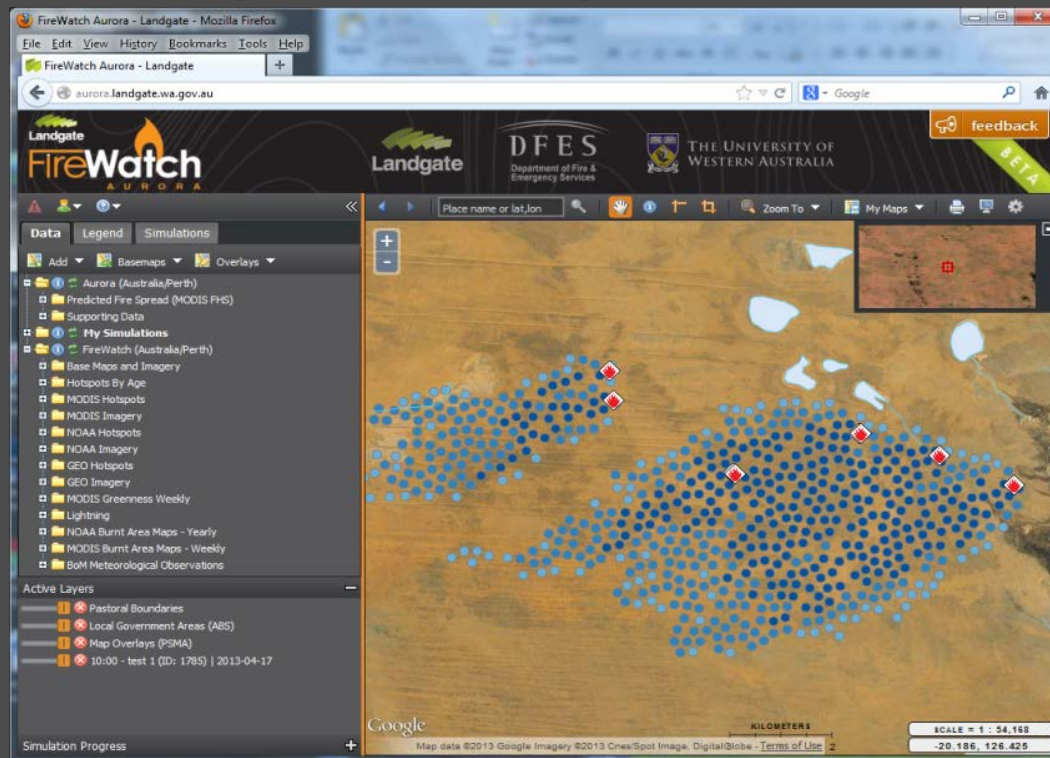 FireWatch Aurora - Landgate - Mozilla Firefox
File Edit View History Bookmarks Tools Help
FireWatch Aurora - Landgate +
aurora.landgate.wa.gov.au
Google
Landgate
FireWatch
AURORA
Landgate
DFES
Department of Fire &
Emergency Services
THE UNIVERSITY OF
WESTERN AUSTRALIA
feedback
BETA
Place name or lat,lon
Zoom To
My Maps
Data Legend Simulations
Add Basemaps Overlays
Aurora (Australia/Perth)
Predicted Fire Spread (MODIS FHS)
Supporting Data
My Simulations
FireWatch (Australia/Perth)
Base Maps and Imagery
Hotspots By Age
MODIS Hotspots
MODIS Imagery
NOAA Hotspots
NOAA Imagery
GEO Hotspots
GEO Imagery
MODIS Greenness Weekly
Lightning
NOAA Burnt Area Maps - Yearly
MODIS Burnt Area Maps - Weekly
BoM Meteorological Observations
Active Layers
Pastoral Boundaries
Local Government Areas (ABS)
Map Overlays (PSMA)
10:00 - test 1 (ID: 1785) | 2013-04-17
Simulation Progress
Google
KILOMETERS
2
Map data ©2013 Google Imagery ©2013 Cnes/Spot Image, DigitalGlobe - Terms of Use
SCALE = 1 : 54,168
-20.186, 126.425